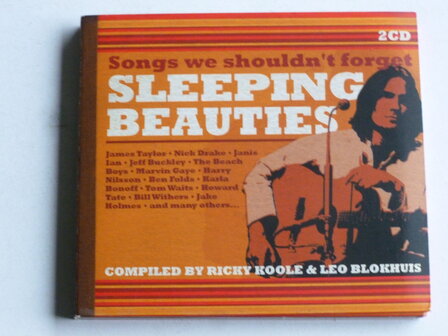 2CD
Songs we shouldn't forget
SLEEPING
BEAUTIES
James Taylor • Nick Drake • Janis
Ian • Jeff Buckley • The Beach
Boys • Marvin Gaye • Harry
Nilsson • Ben Folds • Karla
Bonoff • Tom Waits • Howard
Tate • Bill Withers • Jake
Holmes • and many others...
COMPILED BY RICKY KOOLE & LEO BLOKHUIS